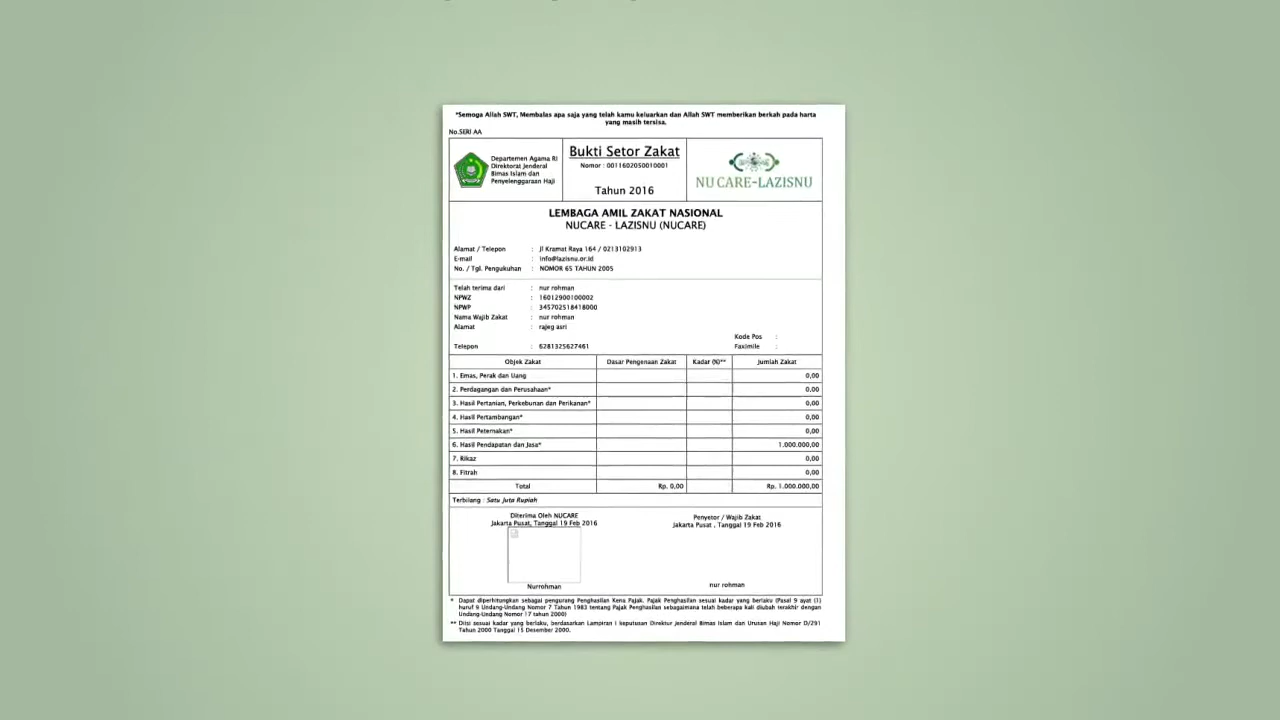 *Semoga Allah SWT, Membalas apa saja yang telah kamu keluarkan dan Allah SWT memberikan berkah pada harta
yang masih tersisa.
No.SERI AA
Departemen Agama RI
Direktorat Jenderal
Bimas Islam dan
Penyelenggaraan Haji
Bukti Setor Zakat
Nomor : 0011602050010001
Tahun 2016
NU CARE-LAZISNU
LEMBAGA AMIL ZAKAT NASIONAL
NUCARE - LAZISNU (NUCARE)
Alamat / Telepon : Jl Kramat Raya 164 / 0213102913
E-mail : info@lazisnu.or.id
No. / Tgl. Pengukuhan : NOMOR 65 TAHUN 2005
Telah terima dari : nur rohman
NPWZ : 16012900100002
NPWP : 345702518418000
Nama Wajib Zakat : nur rohman
Alamat : rajeg asri
Kode Pos :
Telepon : 6281325627461 Faximile :
Objek Zakat Dasar Pengenaan Zakat Kadar (%)** Jumlah Zakat
1. Emas, Perak dan Uang 0,00
2. Perdagangan dan Perusahaan* 0,00
3. Hasil Pertanian, Perkebunan dan Perikanan* 0,00
4. Hasil Pertambangan* 0,00
5. Hasil Peternakan* 0,00
6. Hasil Pendapatan dan Jasa* 1.000.000,00
7. Rikaz 0,00
8. Fitrah 0,00
Total Rp. 0,00 Rp. 1.000.000,00
Terbilang : Satu Juta Rupiah
Diterima Oleh NUCARE
Jakarta Pusat, Tanggal 19 Feb 2016
Nurrohman
Penyetor / Wajib Zakat
Jakarta Pusat , Tanggal 19 Feb 2016
nur rohman
* Dapat diperhitungkan sebagai pengurang Penghasilan Kena Pajak. Pajak Penghasilan sesuai kadar yang berlaku (Pasal 9 ayat (1)
huruf 9 Undang-Undang Nomor 7 Tahun 1983 tentang Pajak Penghasilan sebagaimana telah beberapa kali diubah terakhir dengan
Undang-Undang Nomor 17 tahun 2000)
** Diisi sesuai kadar yang berlaku, berdasarkan Lampiran I keputusan Direktur Jenderal Bimas Islam dan Urusan Haji Nomor D/291
Tahun 2000 Tanggal 15 Desember 2000.